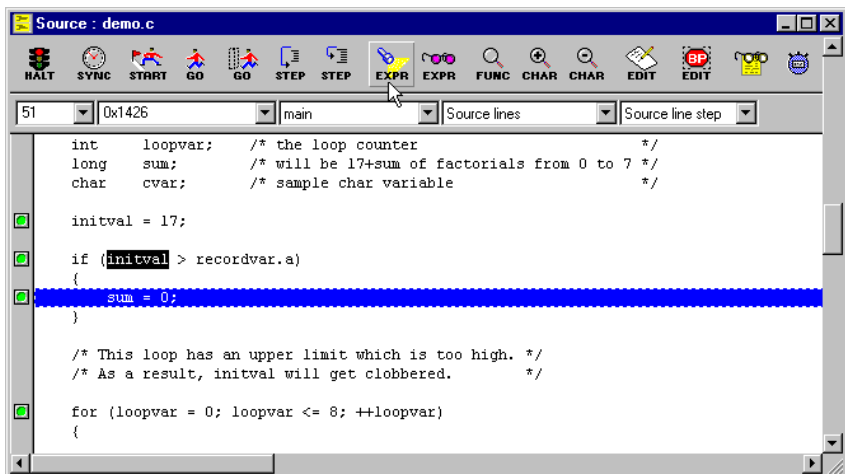 Source : demo.c
HALT SYNC START GO GO STEP STEP EXPR EXPR FUNC CHAR CHAR EDIT BP EDIT
51 0x1426 main Source lines Source line step
int loopvar; /* the loop counter */
long sum; /* will be 17+sum of factorials from 0 to 7 */
char cvar; /* sample char variable */
initval = 17;
if (initval > recordvar.a)
{
sum = 0;
}
/* This loop has an upper limit which is too high. */
/* As a result, initval will get clobbered. */
for (loopvar = 0; loopvar <= 8; ++loopvar)
{